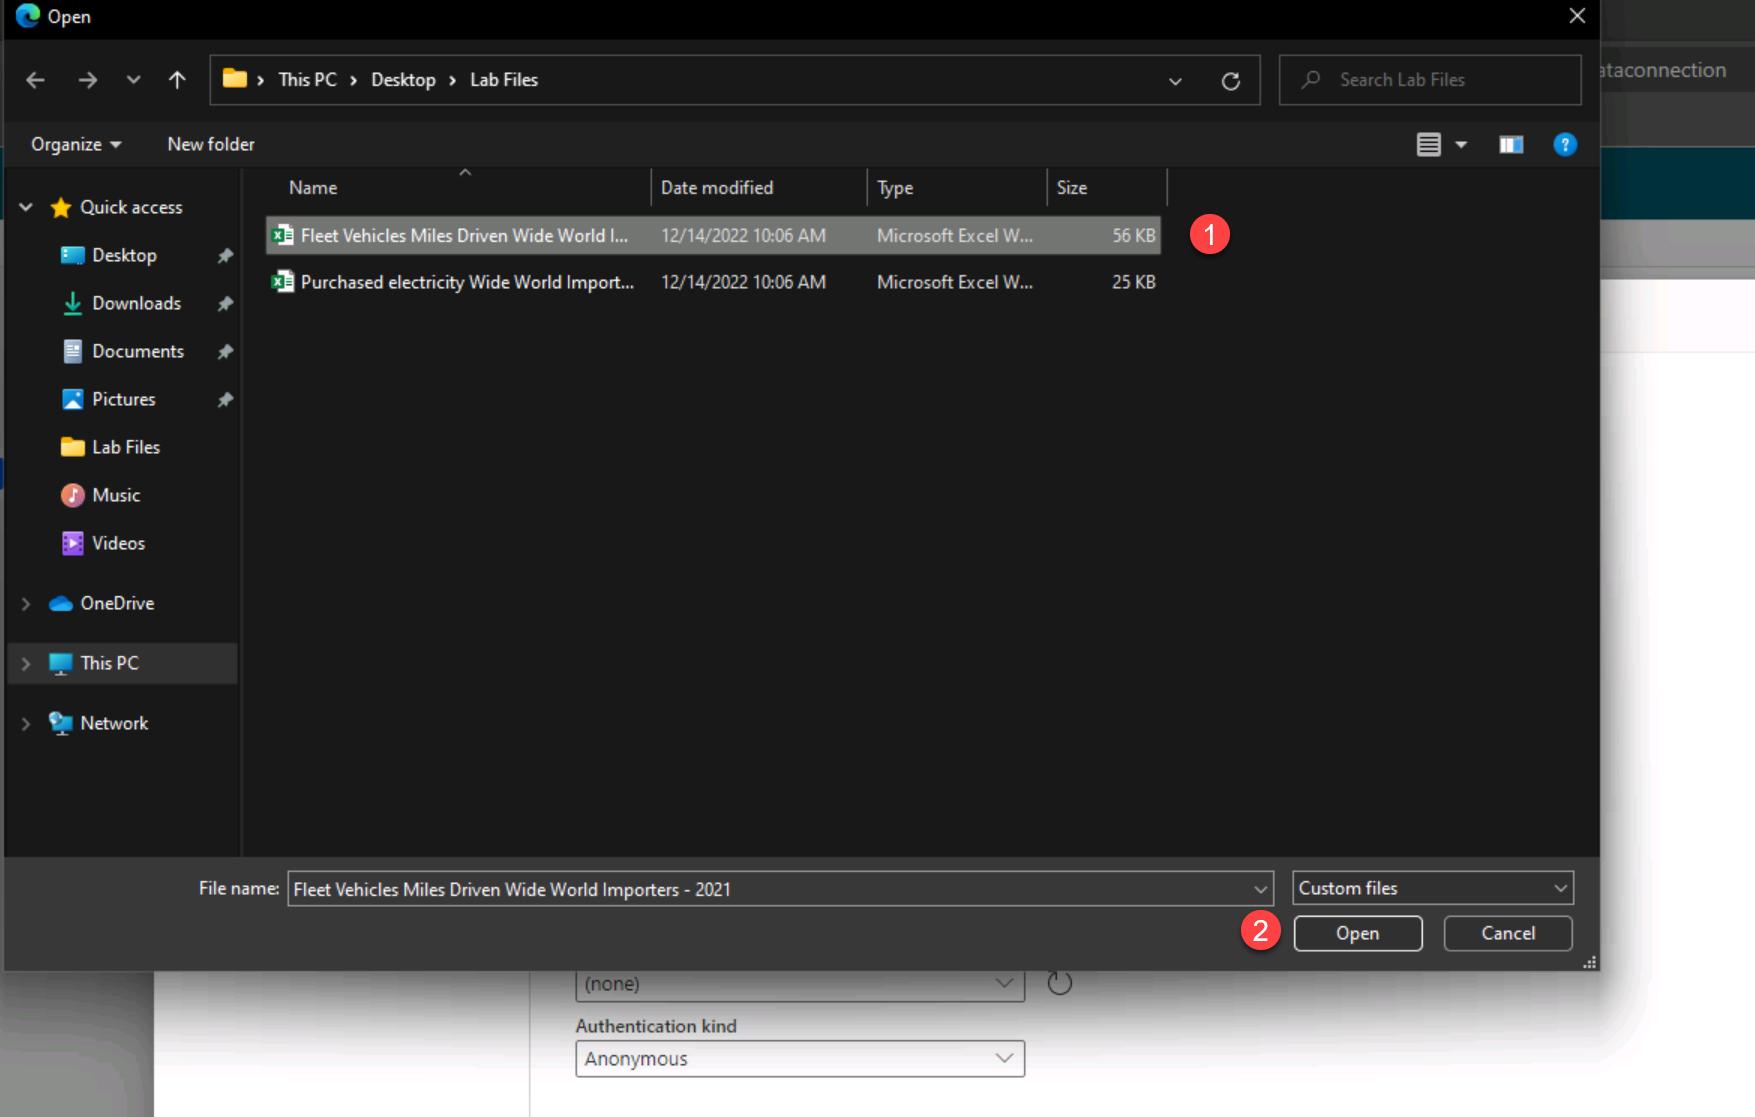 Open
This PC > Desktop > Lab Files
Search Lab Files
ataconnection
Organize
New folder
Name
Date modified
Type
Size
Quick access
Desktop
Downloads
Documents
Pictures
Lab Files
Music
Videos
OneDrive
This PC
Network
Fleet Vehicles Miles Driven Wide World I... 12/14/2022 10:06 AM Microsoft Excel W... 56 KB
1
Purchased electricity Wide World Import... 12/14/2022 10:06 AM Microsoft Excel W... 25 KB
File name: Fleet Vehicles Miles Driven Wide World Importers - 2021
Custom files
2
Open
Cancel
(none)
Authentication kind
Anonymous